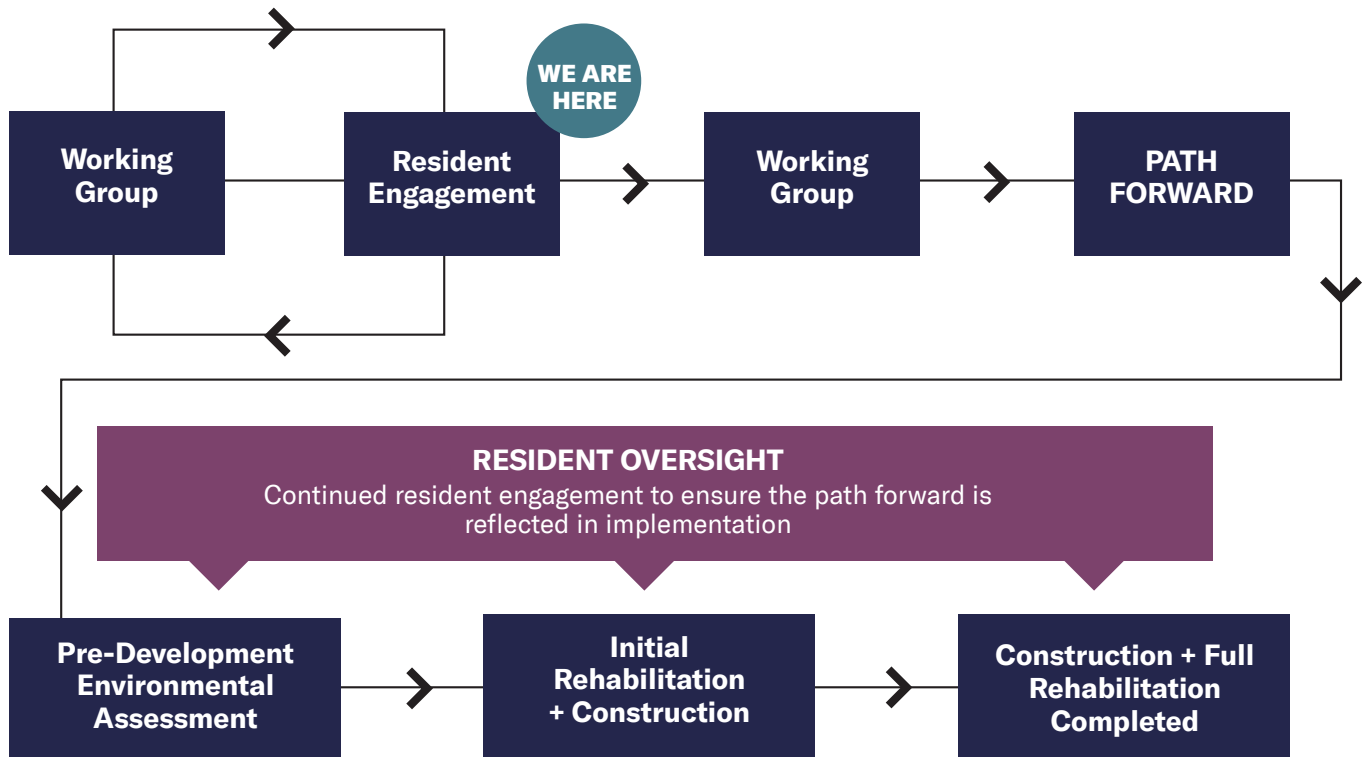 WE ARE
HERE
Working
Group
Resident
Engagement
Working
Group
PATH
FORWARD
RESIDENT OVERSIGHT
Continued resident engagement to ensure the path forward is
reflected in implementation
Pre-Development
Environmental
Assessment
Initial
Rehabilitation
+ Construction
Construction + Full
Rehabilitation
Completed